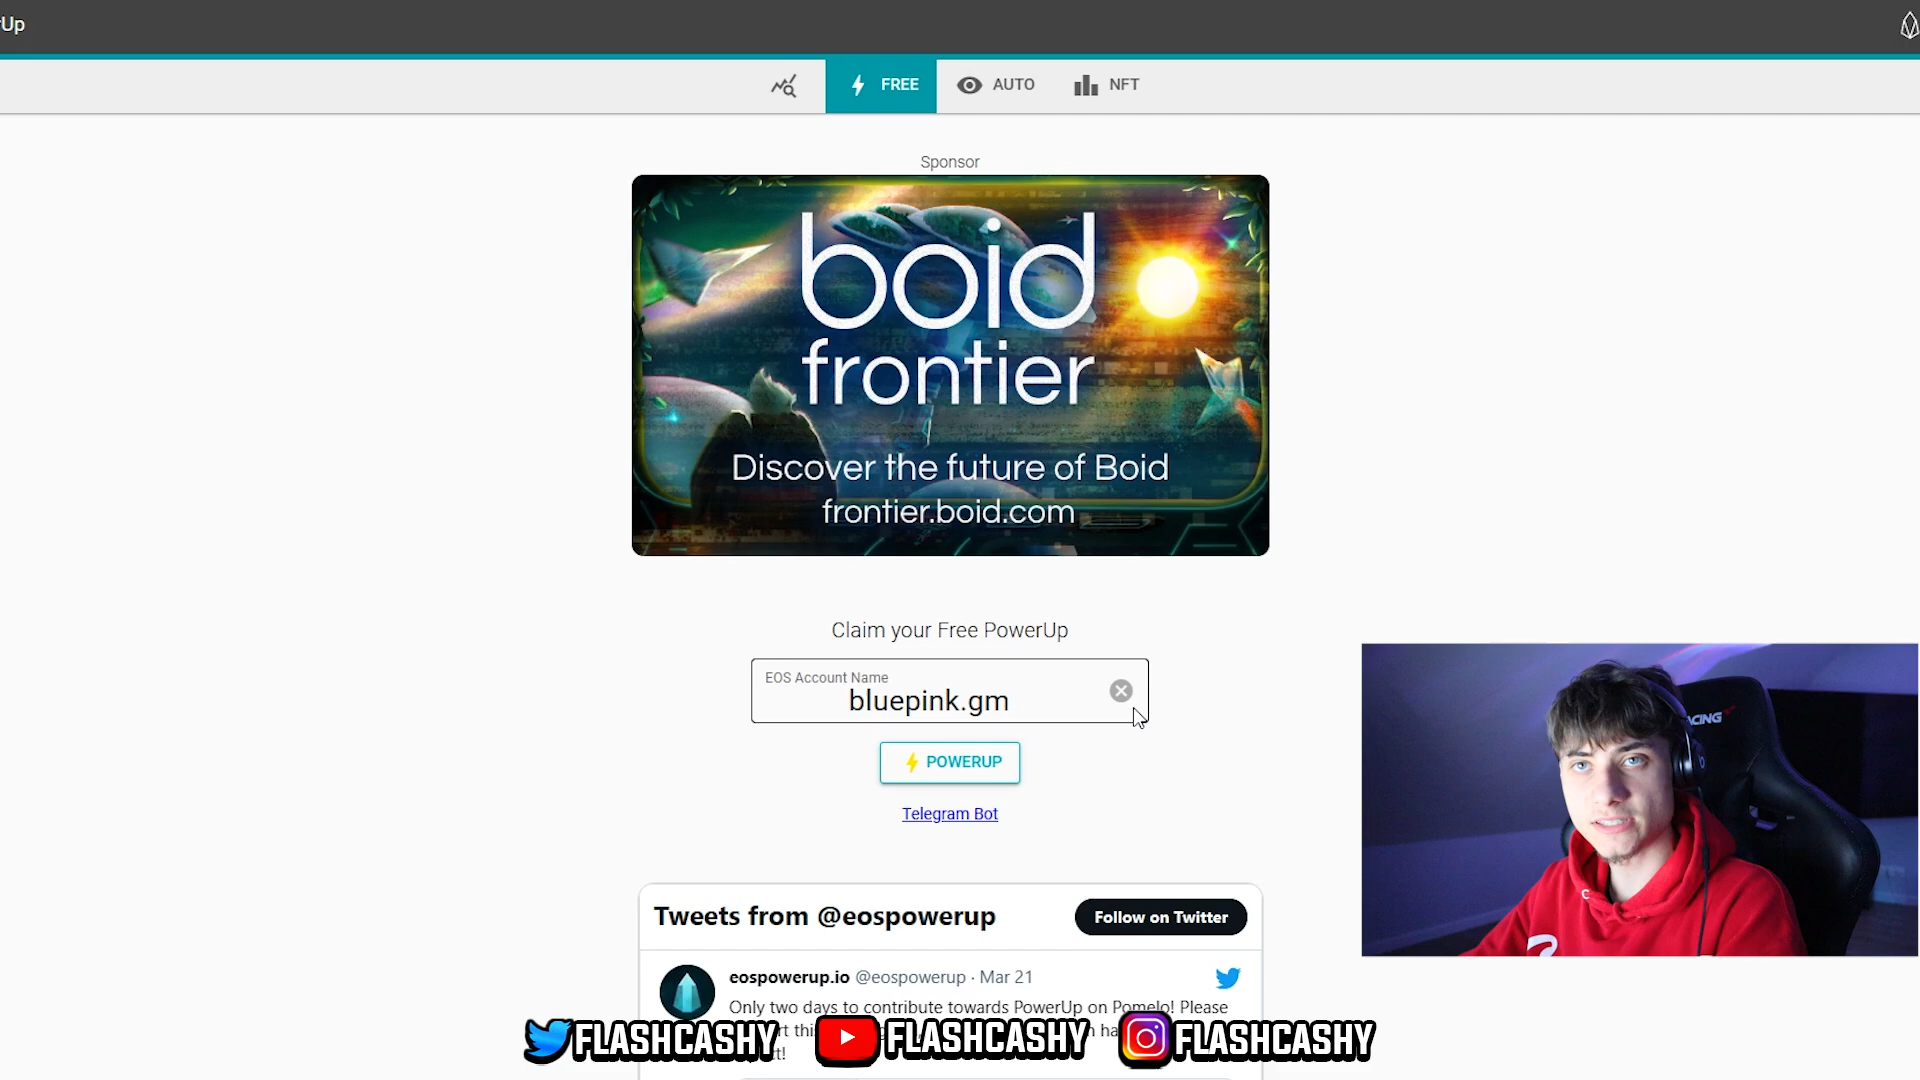 rUp
FREE
AUTO
NFT
Sponsor
boid
frontier
Discover the future of Boid
frontier.boid.com
Claim your Free PowerUp
EOS Account Name
bluepink.gm
POWERUP
Telegram Bot
Tweets from @eospowerup
Follow on Twitter
eospowerup.io @eospowerup · Mar 21
Only two days to contribute towards PowerUp on Pomelo! Please
FLASHCASHY
FLASHCASHY
FLASHCASHY